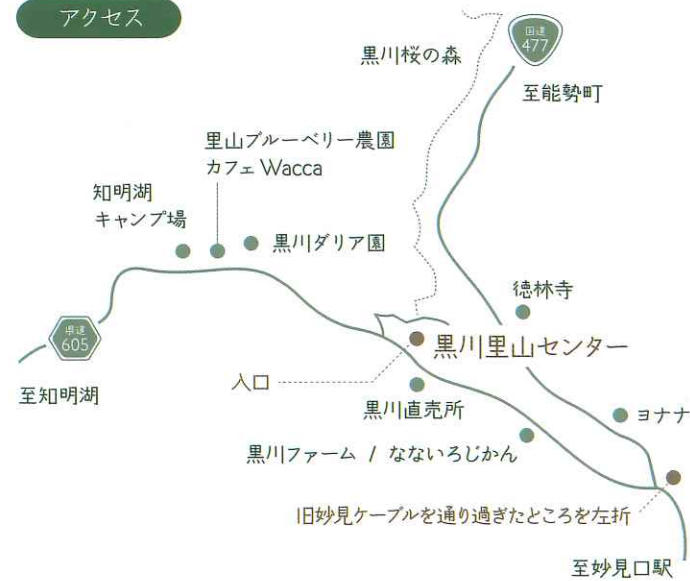 アクセス
国道
477
黒川桜の森
至能勢町
里山ブルーベリー農園
カフェ Wacca
知明湖
キャンプ場
黒川ダリア園
徳林寺
県道
605
黒川里山センター
入口
至知明湖
黒川直売所
ヨナナ
黒川ファーム / なないろじかん
旧妙見ケーブルを通り過ぎたところを左折
至妙見口駅